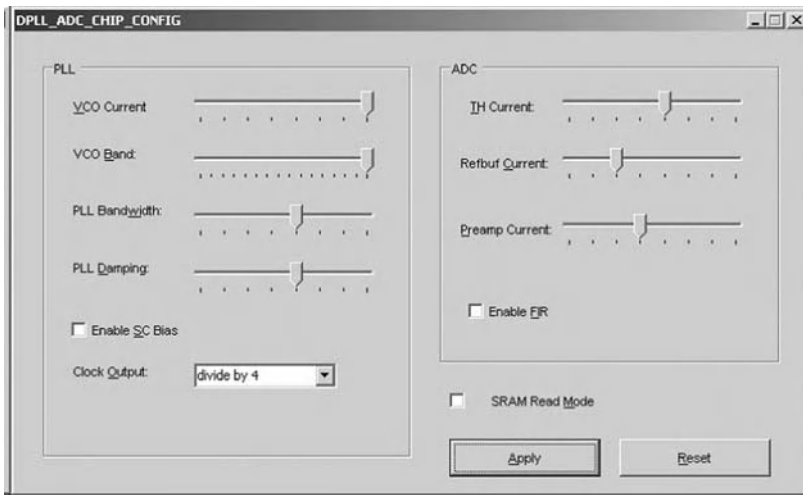 DPLL_ADC_CHIP_CONFIG
PLL
VCO Current
VCO Band:
PLL Bandwidth:
PLL Damping:
Enable SC Bias
Clock Output:
divide by 4
ADC
TH Current:
Refbuf Current:
Preamp Current:
Enable FIR
SRAM Read Mode
Apply
Reset